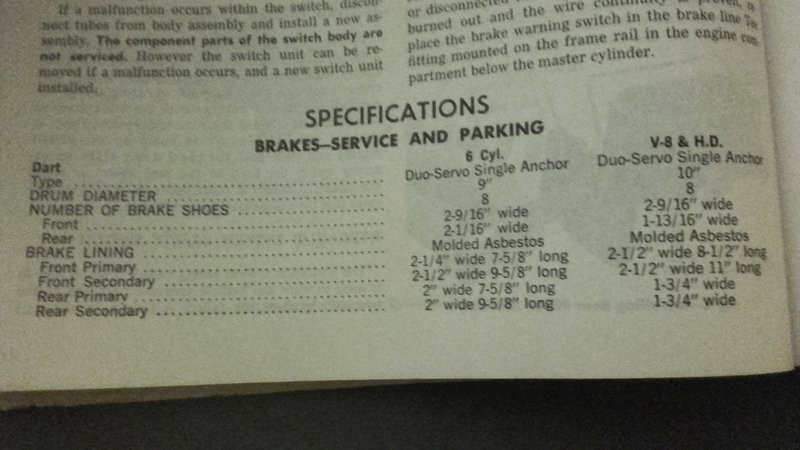 If a malfunction occurs within the switch, discon-
nect tubes from body assembly and install a new as-
sembly. The component parts of the switch body are
not serviced. However the switch unit can be re-
moved if a malfunction occurs, and a new switch unit
installed.
or disconnected
burned out and the wire continuity is proven, re-
place the brake warning switch in the brake line Tee
fitting mounted on the frame rail in the engine com-
partment below the master cylinder.
SPECIFICATIONS
BRAKES—SERVICE AND PARKING
Dart 6 Cyl. V-8 & H.D.
Type Duo-Servo Single Anchor Duo-Servo Single Anchor
DRUM DIAMETER 9" 10"
NUMBER OF BRAKE SHOES 8 8
Front 2-9/16" wide 2-9/16" wide
Rear 2-1/16" wide 1-13/16" wide
BRAKE LINING Molded Asbestos Molded Asbestos
Front Primary 2-1/4" wide 7-5/8" long 2-1/2" wide 8-1/2" long
Front Secondary 2-1/2" wide 9-5/8" long 2-1/2" wide 11" long
Rear Primary 2" wide 7-5/8" long 1-3/4" wide
Rear Secondary 2" wide 9-5/8" long 1-3/4" wide